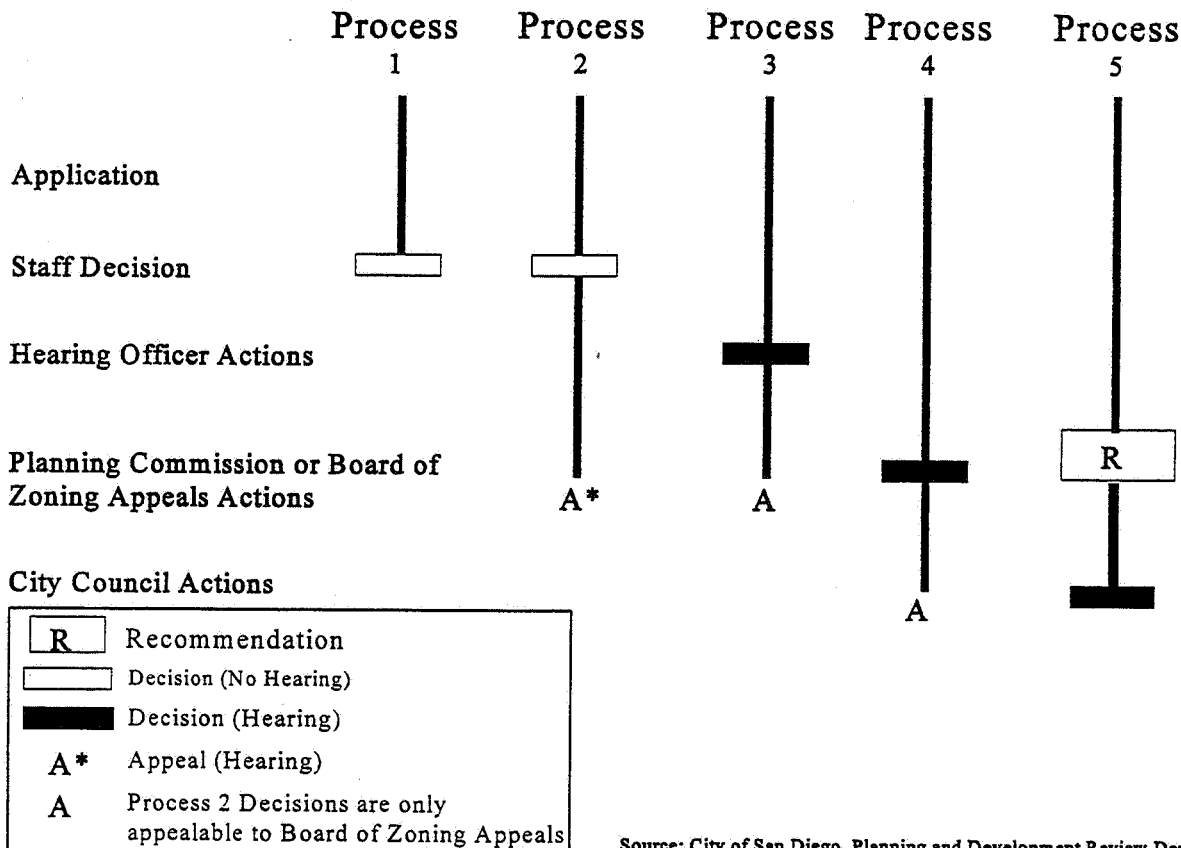 Process Process Process Process Process
1 2 3 4 5
Application
Staff Decision
Hearing Officer Actions
Planning Commission or Board of
Zoning Appeals Actions
A* A
R
City Council Actions
A
R Recommendation
Decision (No Hearing)
Decision (Hearing)
A* Appeal (Hearing)
A Process 2 Decisions are only
appealable to Board of Zoning Appeals
Source: City of San Diego, Planning and Development Review